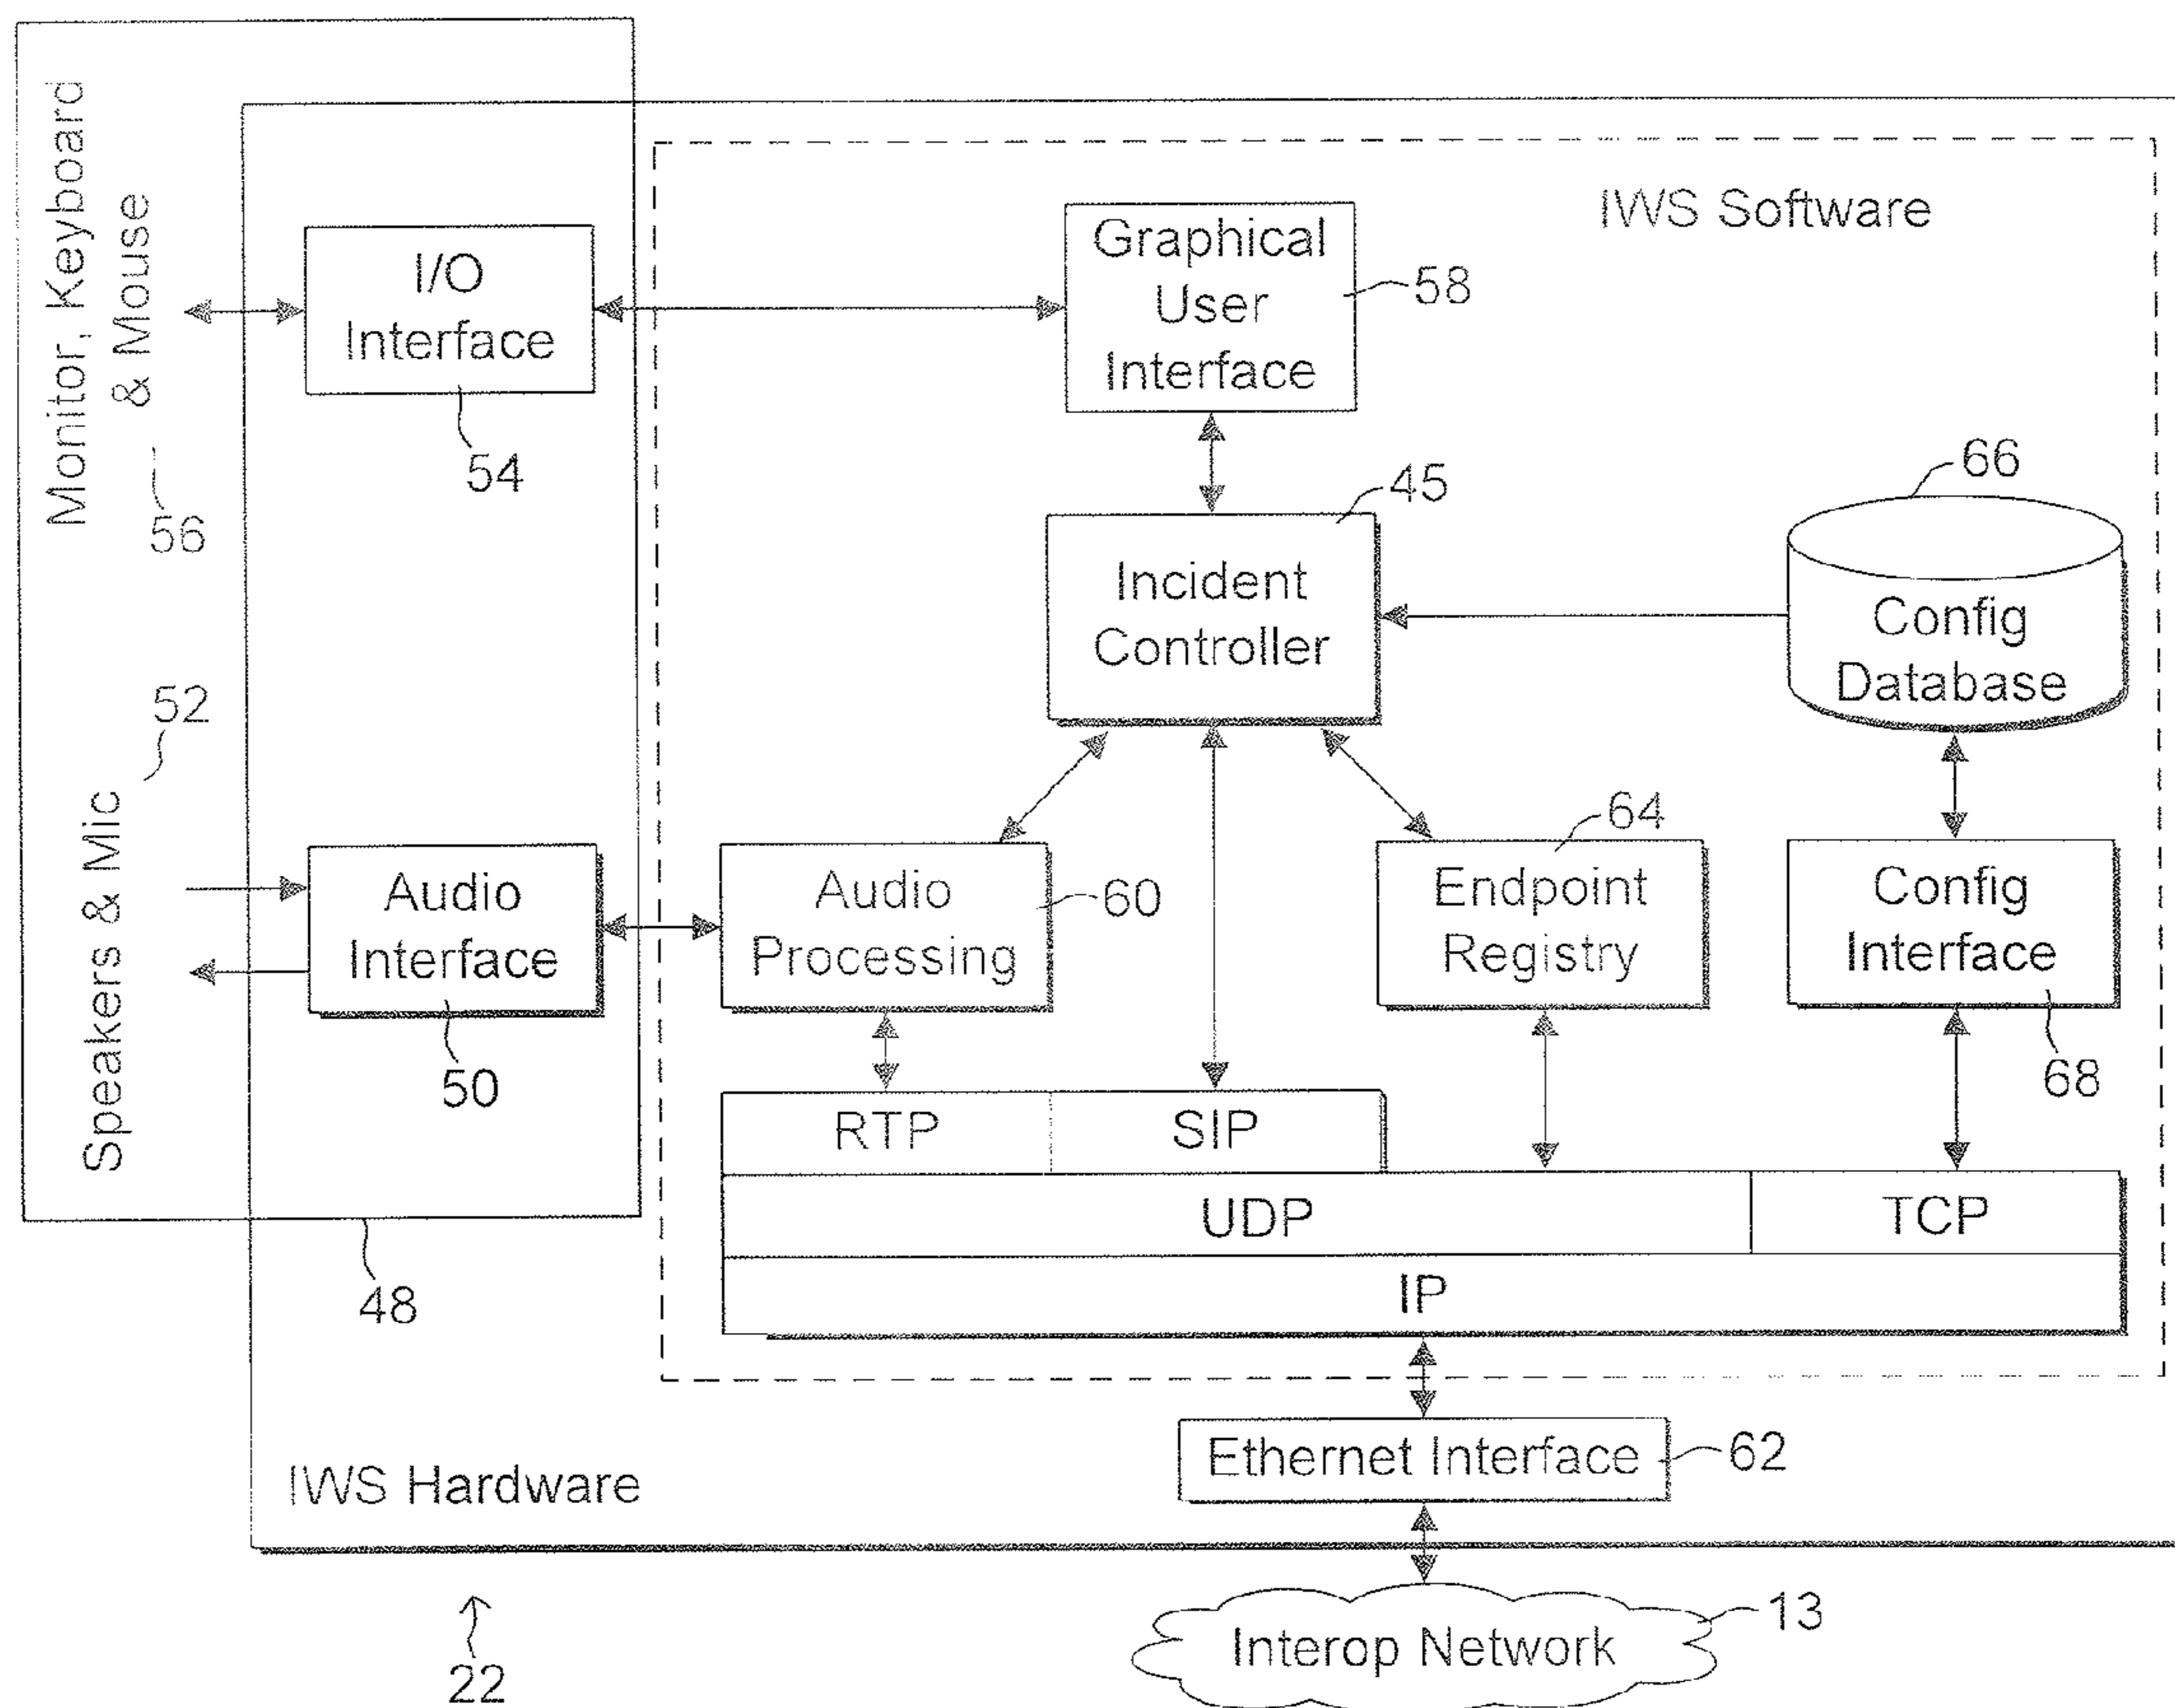 Monitor, Keyboard
& Mouse
56
52
Speakers & Mic
I/O
Interface
54
Audio
Interface
50
48
IWS Hardware
22
IWS Software
Graphical
User
Interface
58
45
Incident
Controller
66
Config
Database
Audio
Processing
60
64
Endpoint
Registry
Config
Interface
68
RTP
SIP
UDP
TCP
IP
Ethernet Interface
62
Interop Network
13